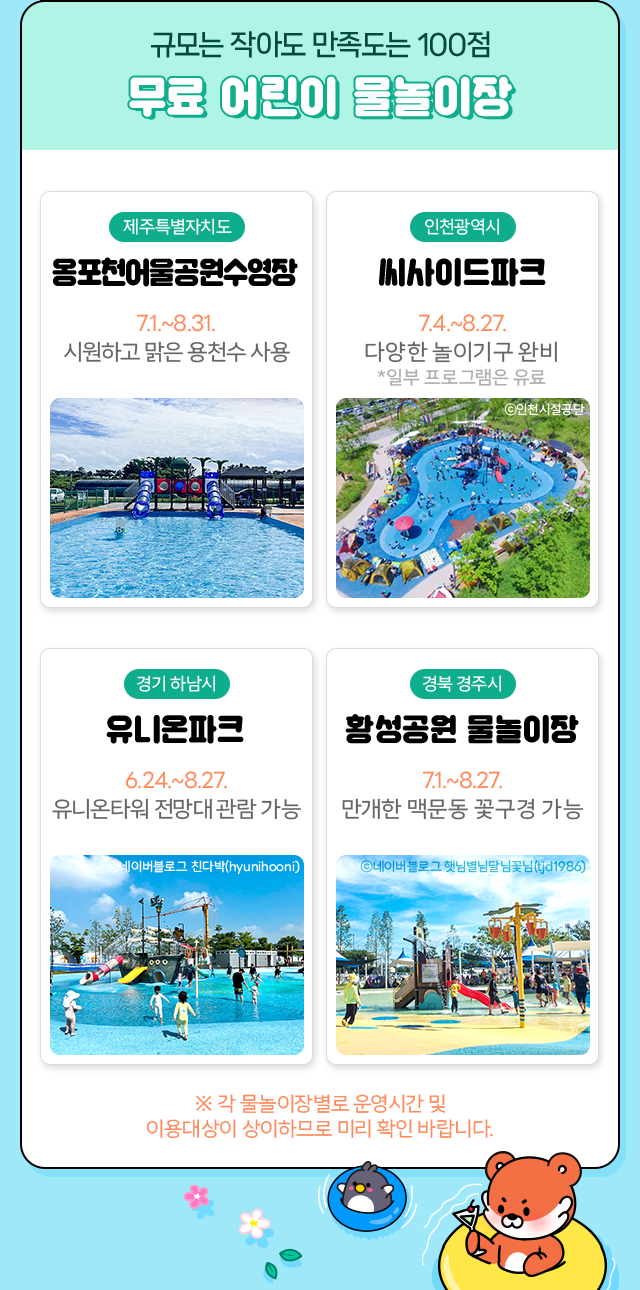 규모는 작아도 만족도는 100점
무료 어린이 물놀이장
제주특별자치도
옹포천어울공원수영장
7.1.~8.31.
시원하고 맑은 용천수 사용
인천광역시
씨사이드파크
7.4.~8.27.
다양한 놀이기구 완비
*일부 프로그램은 유료
ⓒ인천시설공단
경기 하남시
유니온파크
6.24.~8.27.
유니온타워 전망대 관람 가능
ⓒ네이버블로그 친다박(hyunihooni)
경북 경주시
황성공원 물놀이장
7.1.~8.27.
만개한 맥문동 꽃구경 가능
ⓒ네이버블로그 햇님별님달님꽃님(ijd1986)
※ 각 물놀이장별로 운영시간 및
이용대상이 상이하므로 미리 확인 바랍니다.